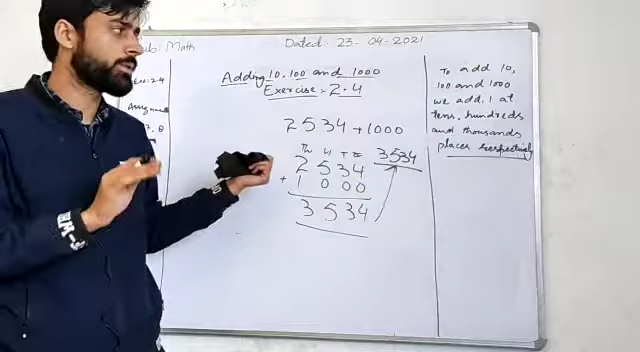 Sub: Math
Dated:- 23-04-2021
Ex: 2.4
Adding 10, 100 and 1000
Exercise :- 2.4
2534 + 1000
Th H T
2 5 3 4
+ 1 0 0 0
3 5 3 4
3534
To add 10,
100 and 1000
we add 1 at
tens, hundreds
and thousands
places respectively